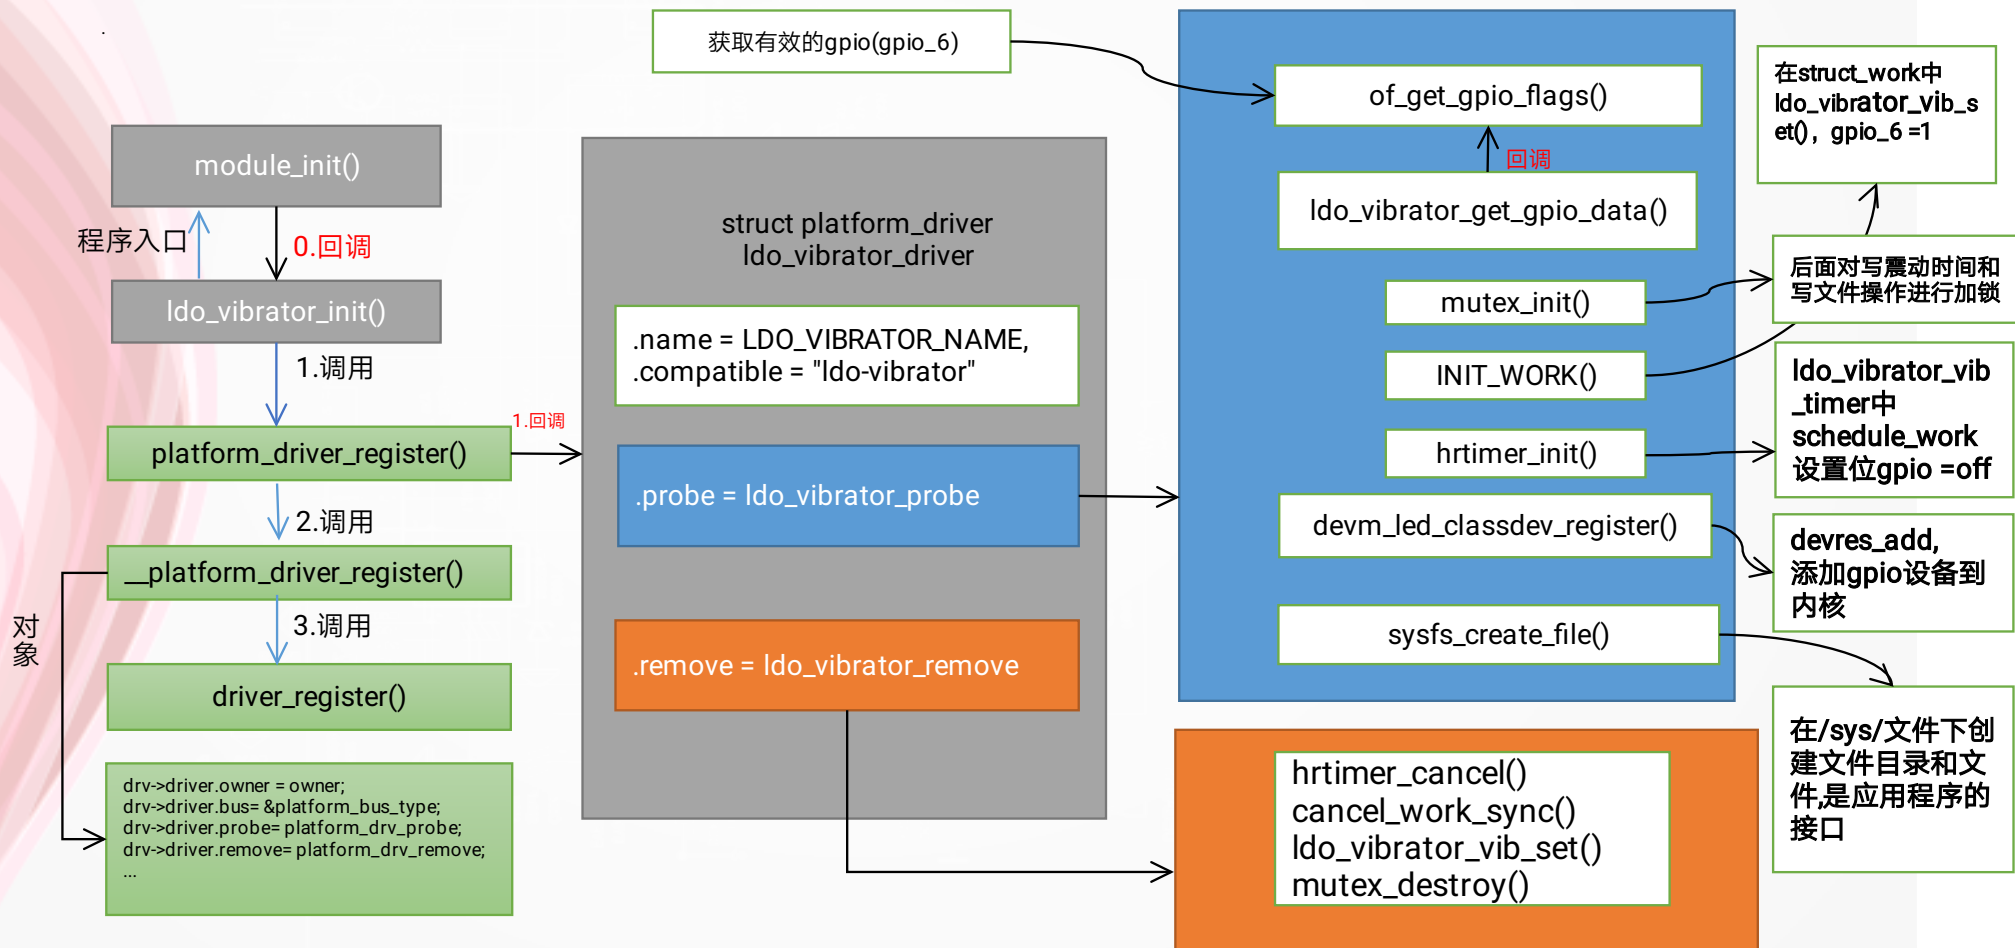 module_init()
程序入口
0.回调
ldo_vibrator_init()
1.调用
platform_driver_register()
1.回调
2.调用
__platform_driver_register()
3.调用
对
象
driver_register()
drv->driver.owner = owner;
drv->driver.bus= &platform_bus_type;
drv->driver.probe= platform_drv_probe;
drv->driver.remove= platform_drv_remove;
...
struct platform_driver
ldo_vibrator_driver
.name = LDO_VIBRATOR_NAME,
.compatible = "ldo-vibrator"
.probe = ldo_vibrator_probe
.remove = ldo_vibrator_remove
获取有效的gpio(gpio_6)
of_get_gpio_flags()
回调
ldo_vibrator_get_gpio_data()
mutex_init()
INIT_WORK()
hrtimer_init()
devm_led_classdev_register()
sysfs_create_file()
hrtimer_cancel()
cancel_work_sync()
ldo_vibrator_vib_set()
mutex_destroy()
在struct_work中
ldo_vibrator_vib_s
et(), gpio_6 =1
后面对写震动时间和
写文件操作进行加锁
ldo_vibrator_vib
_timer中
schedule_work
设置位gpio =off
devres_add,
添加gpio设备到
内核
在/sys/文件下创
建文件目录和文
件,是应用程序的
接口